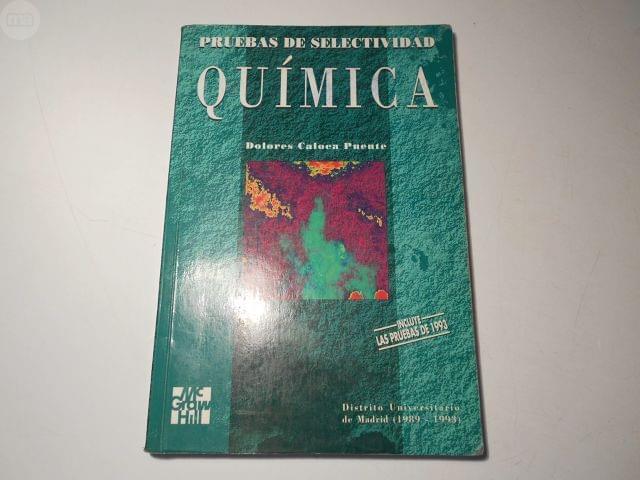 PRUEBAS DE SELECTIVIDAD
QUÍMICA
Dolores Caloca Puente
INCLUYE
LAS PRUEBAS DE 1993
Mc
Graw
Hill
Distrito Universitario
de Madrid (1989 - 1993)